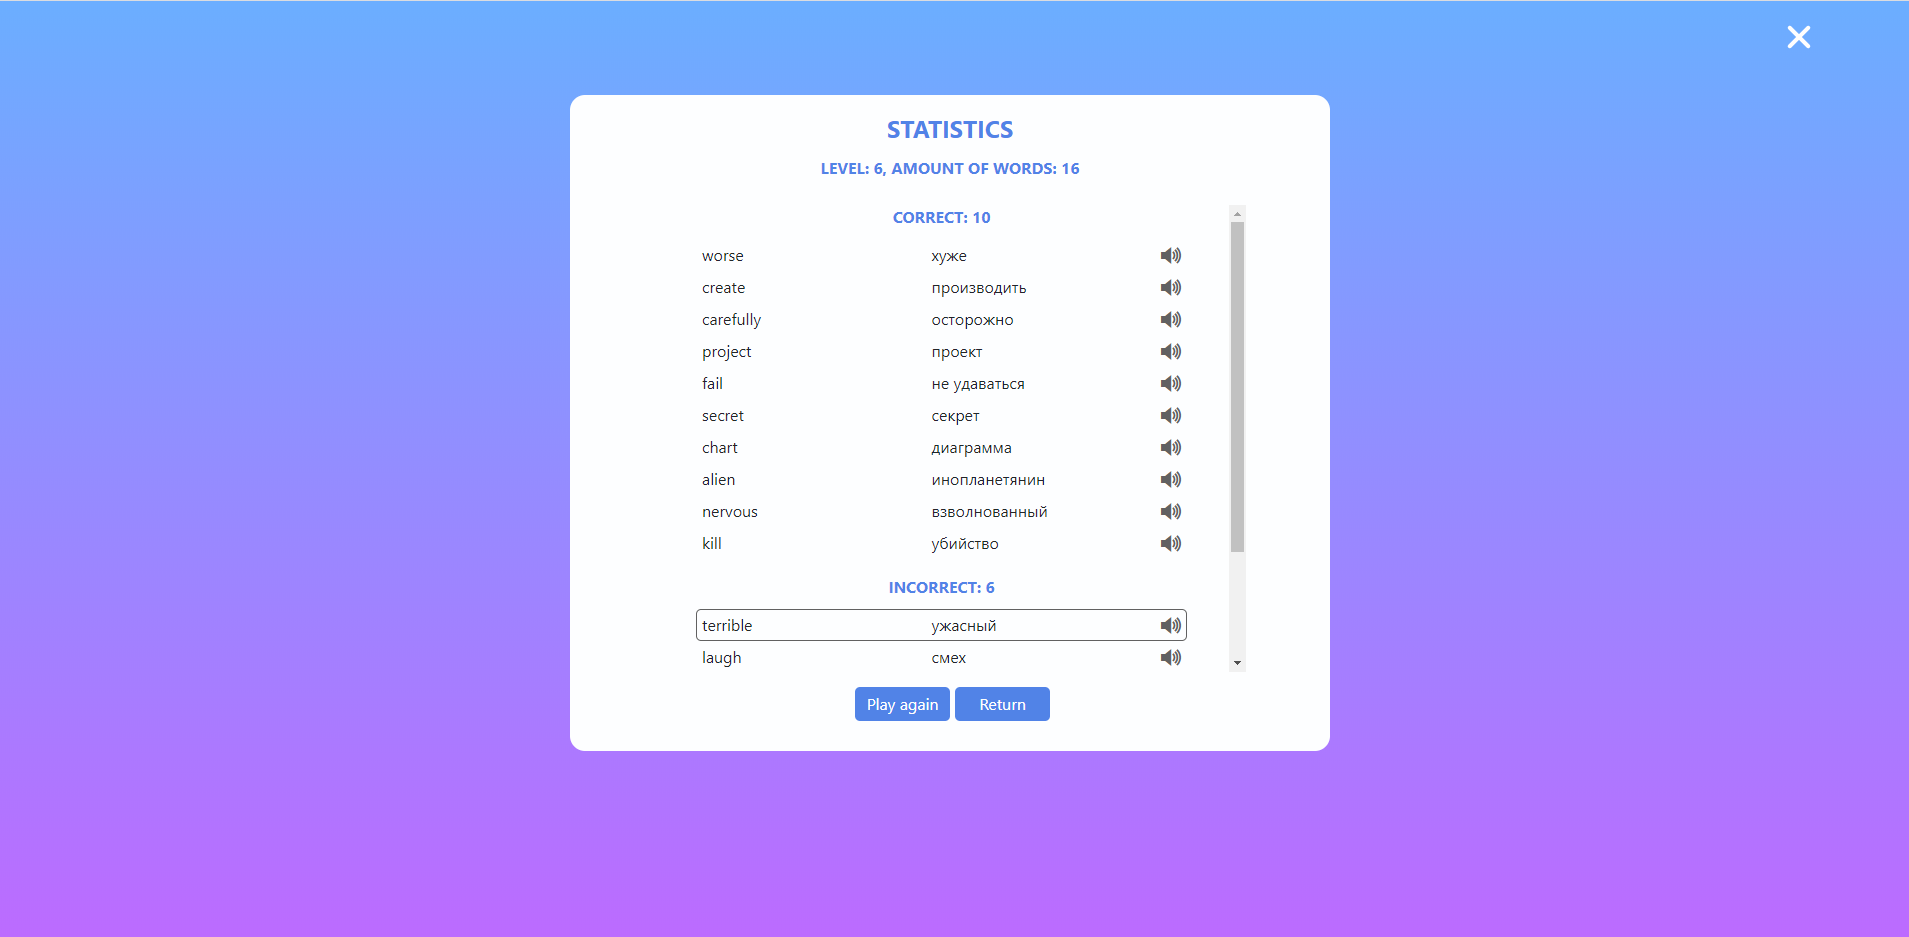 STATISTICS
LEVEL: 6, AMOUNT OF WORDS: 16
CORRECT: 10
worse хуже
create производить
carefully осторожно
project проект
fail не удаваться
secret секрет
chart диаграмма
alien инопланетянин
nervous взволнованный
kill убийство
INCORRECT: 6
terrible ужасный
laugh смех
Play again Return